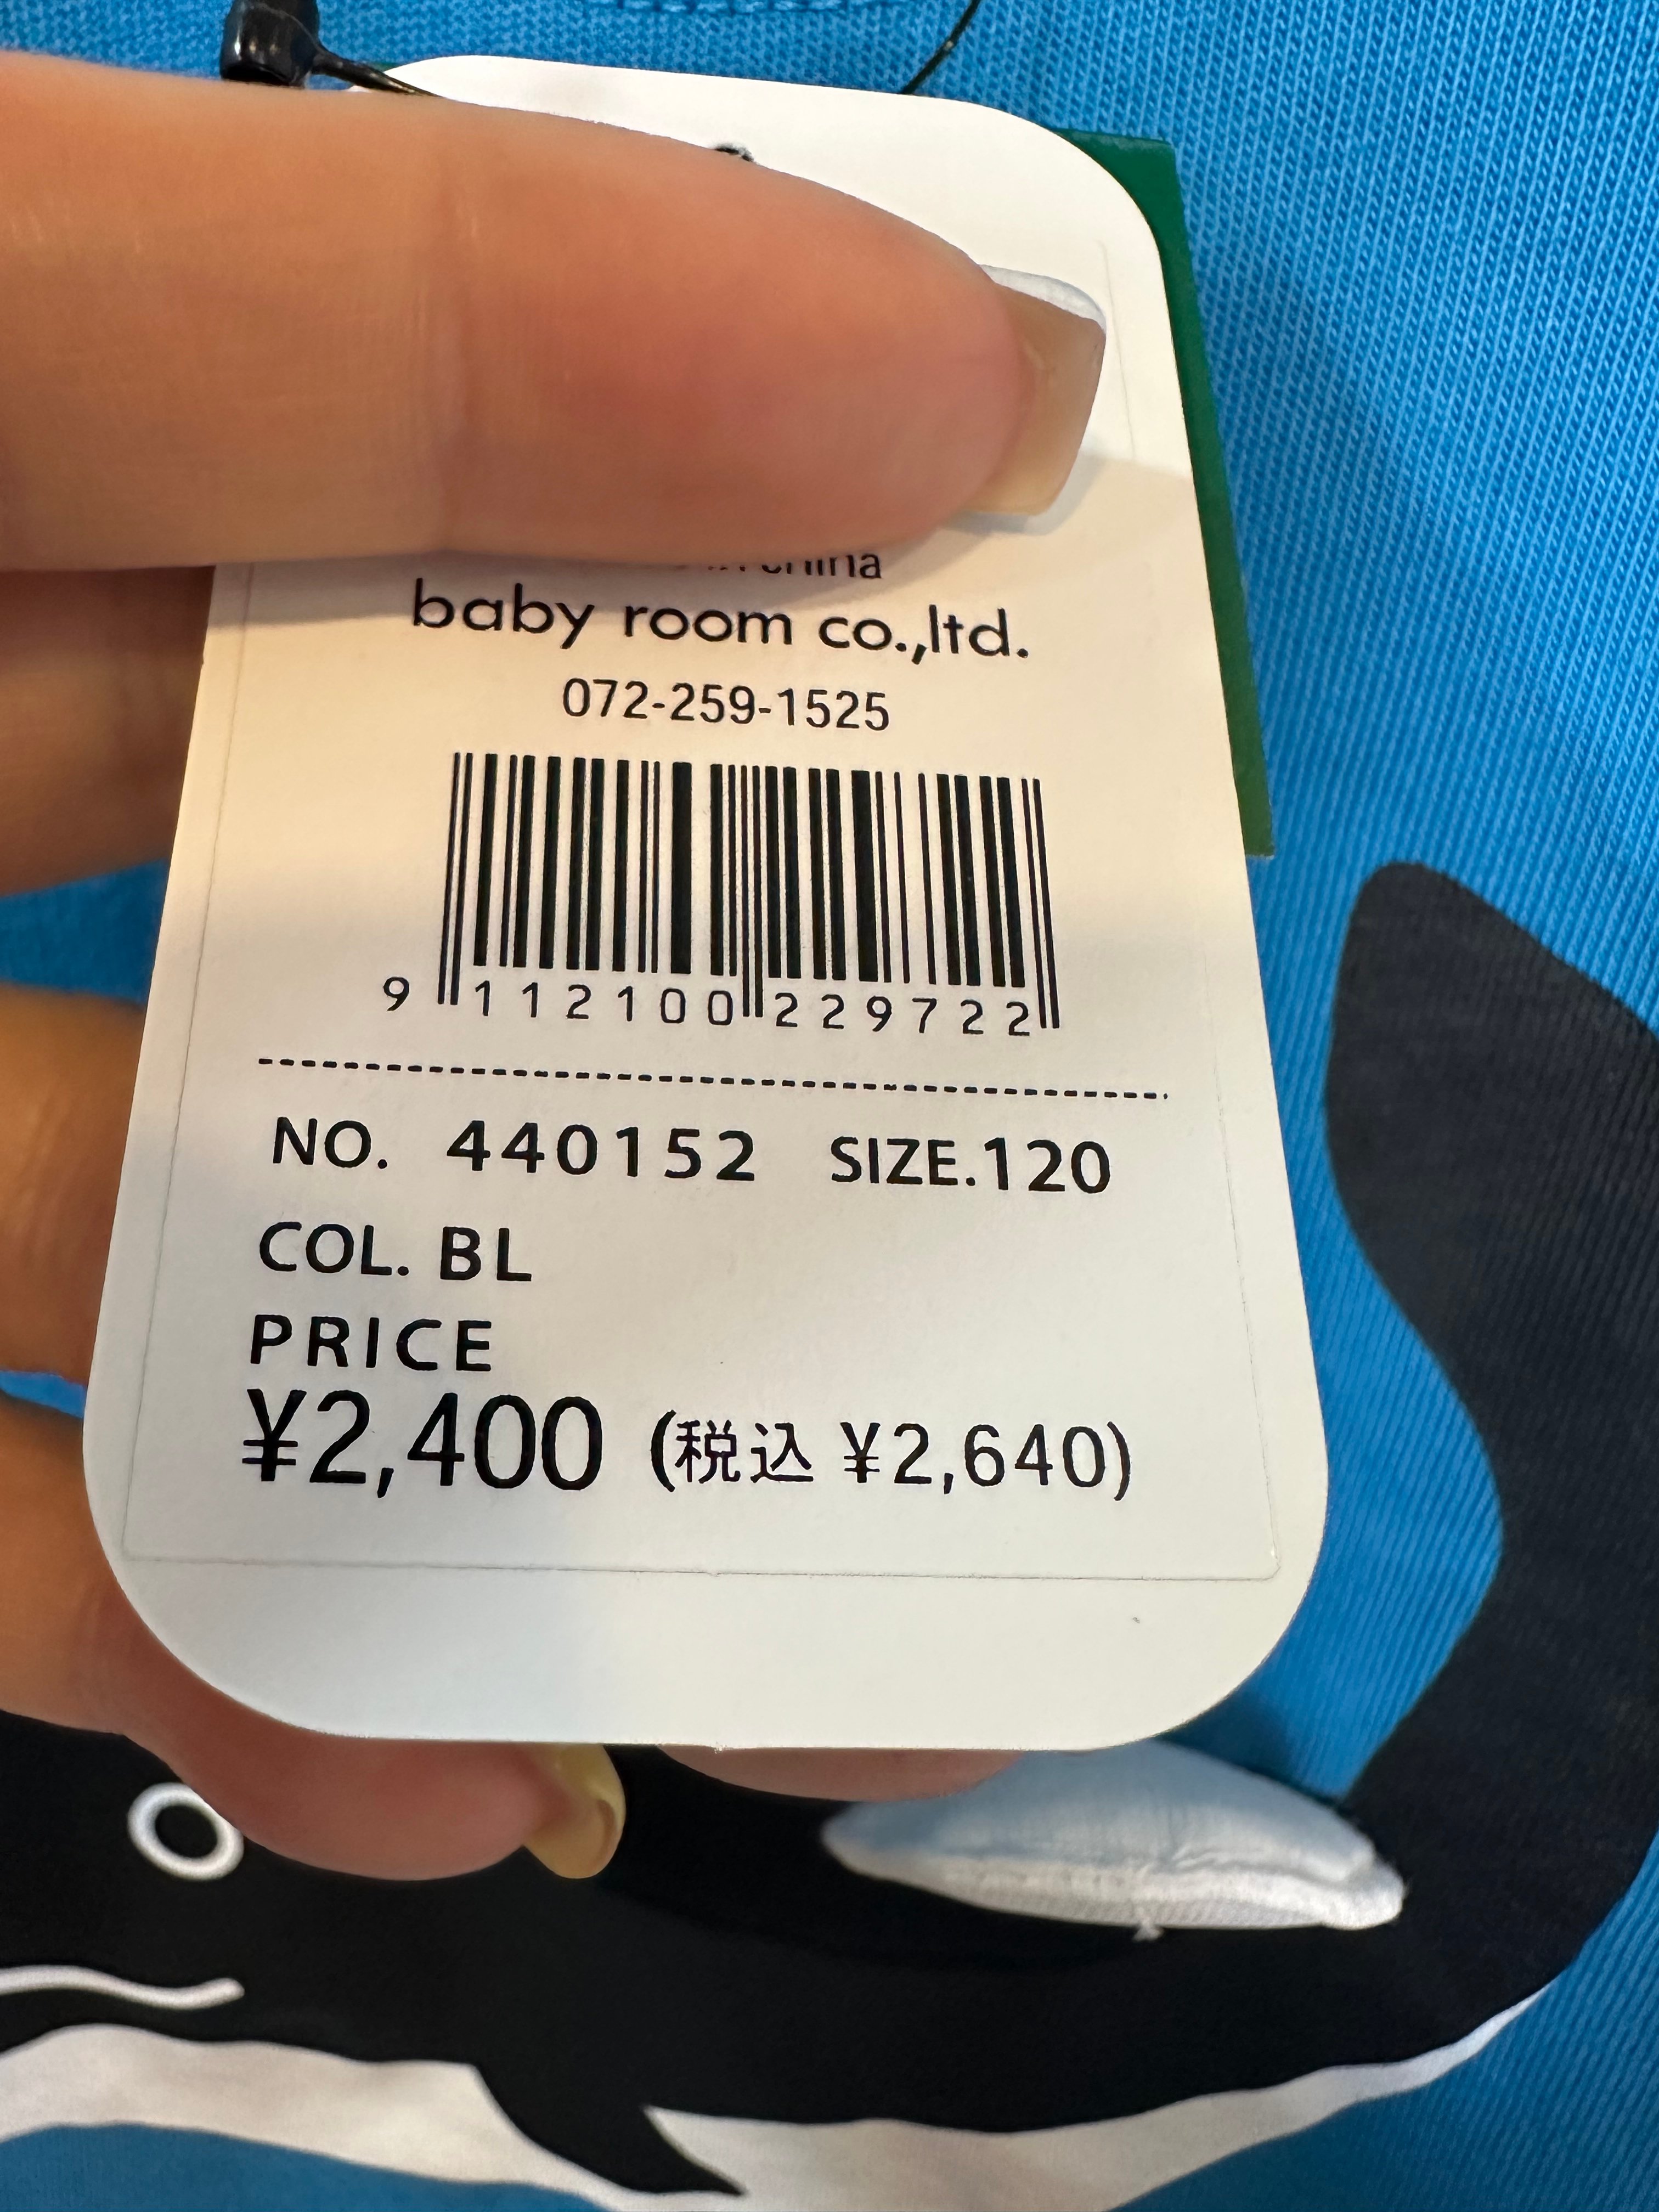 china
baby room co.,ltd.
072-259-1525
9 112100 229722
NO. 440152 SIZE.120
COL. BL
PRICE
¥2,400 (税込 ¥2,640)